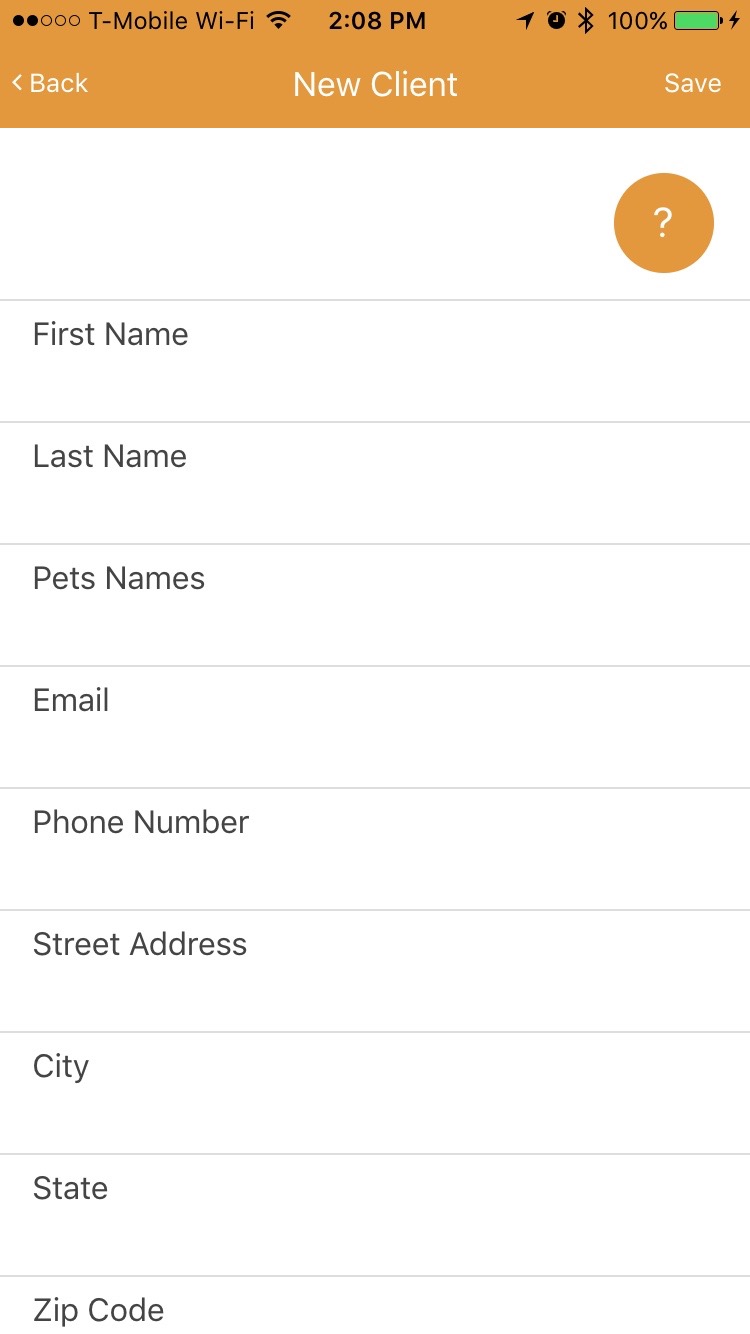 T-Mobile Wi-Fi 2:08 PM 100%
Back New Client Save
?
First Name
Last Name
Pets Names
Email
Phone Number
Street Address
City
State
Zip Code